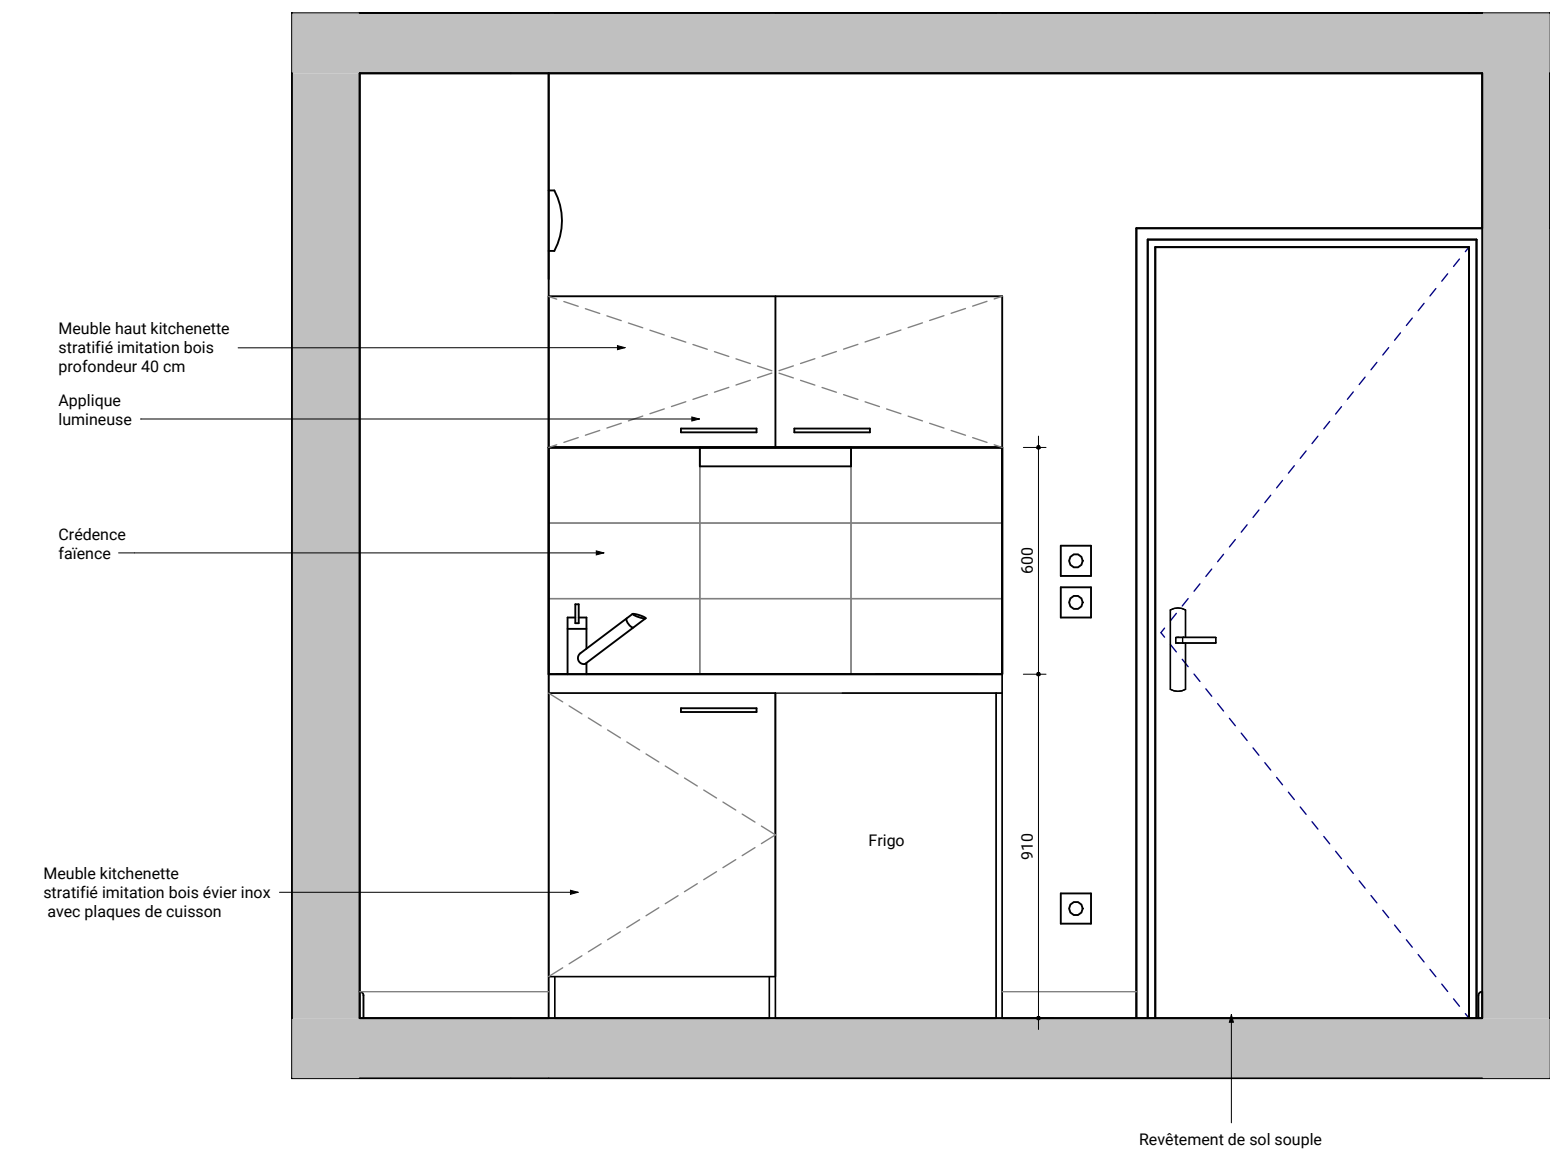 Meuble haut kitchenette
stratifié imitation bois
profondeur 40 cm
Applique
lumineuse
Crédence
faïence
600
910
Frigo
Meuble kitchenette
stratifié imitation bois évier inox
avec plaques de cuisson
Revêtement de sol souple